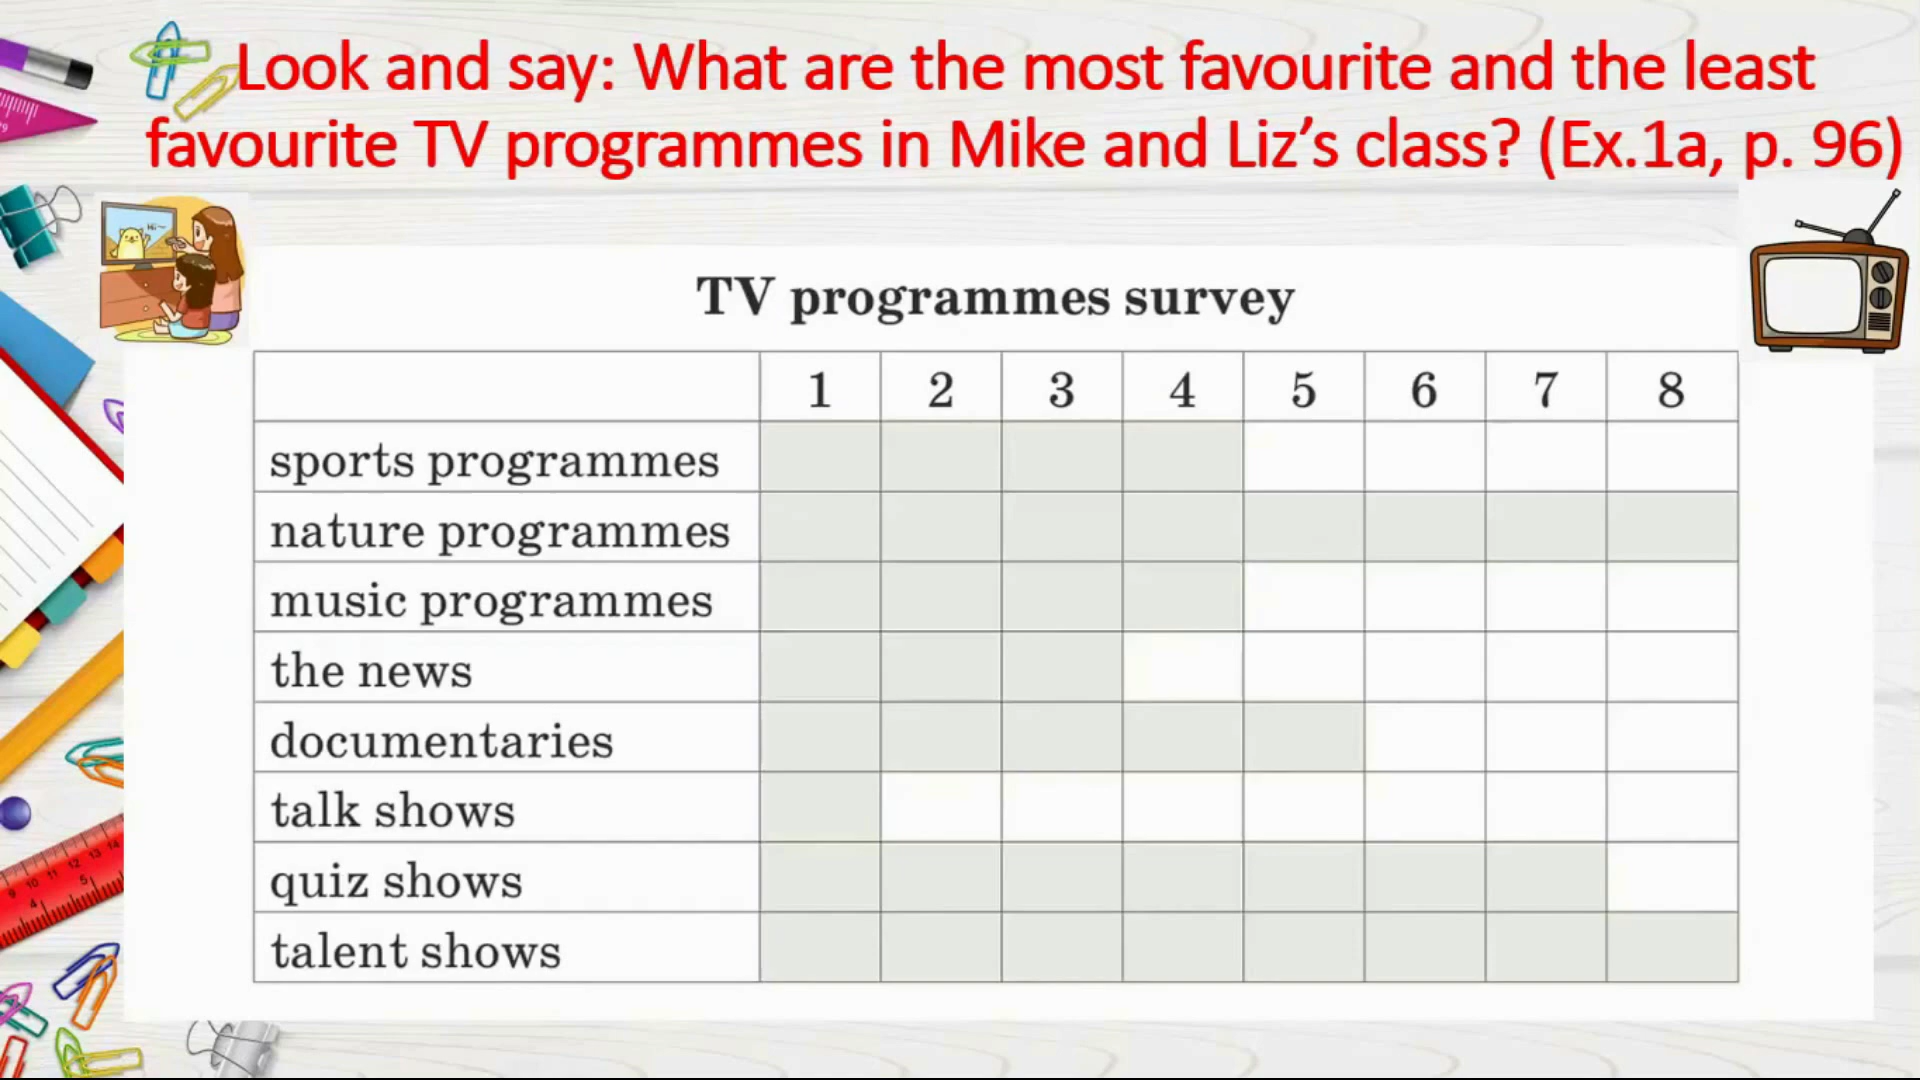 Look and say: What are the most favourite and the least
favourite TV programmes in Mike and Liz’s class? (Ex.1a, p. 96)
Hi~
TV programmes survey
1 2 3 4 5 6 7 8
sports programmes
nature programmes
music programmes
the news
documentaries
talk shows
quiz shows
talent shows